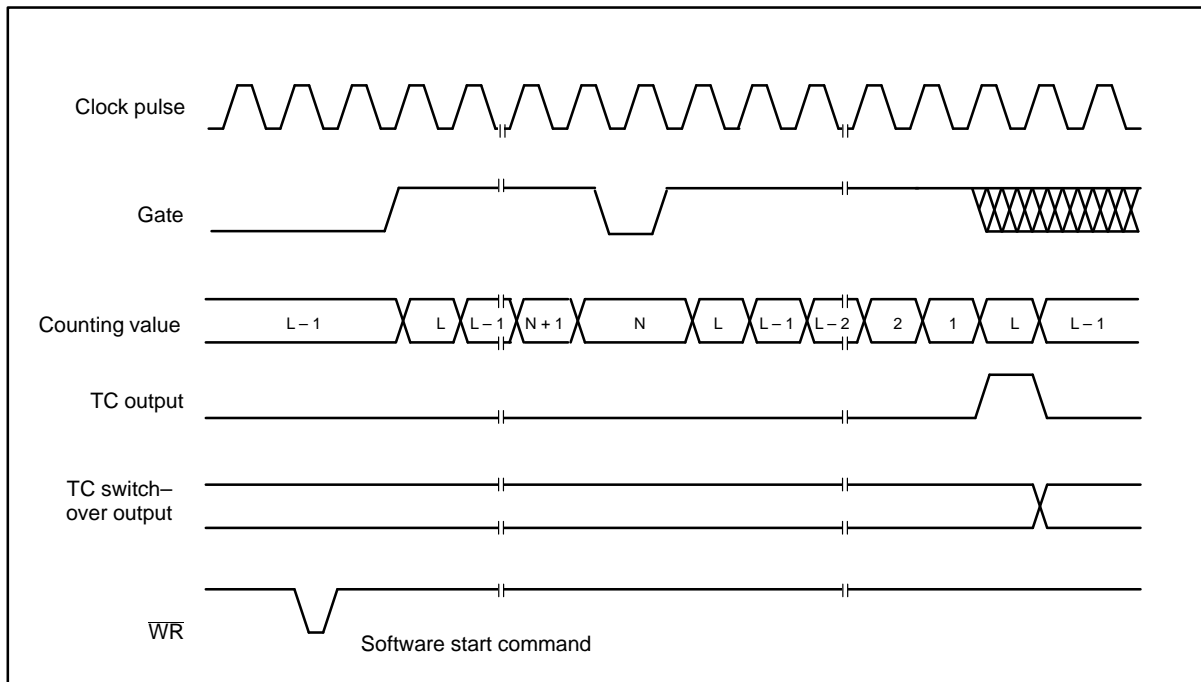 Clock pulse
Gate
Counting value
L – 1
L
L – 1
N + 1
N
L
L – 1
L – 2
2
1
L
L – 1
TC output
TC switch–
over output
WR
Software start command